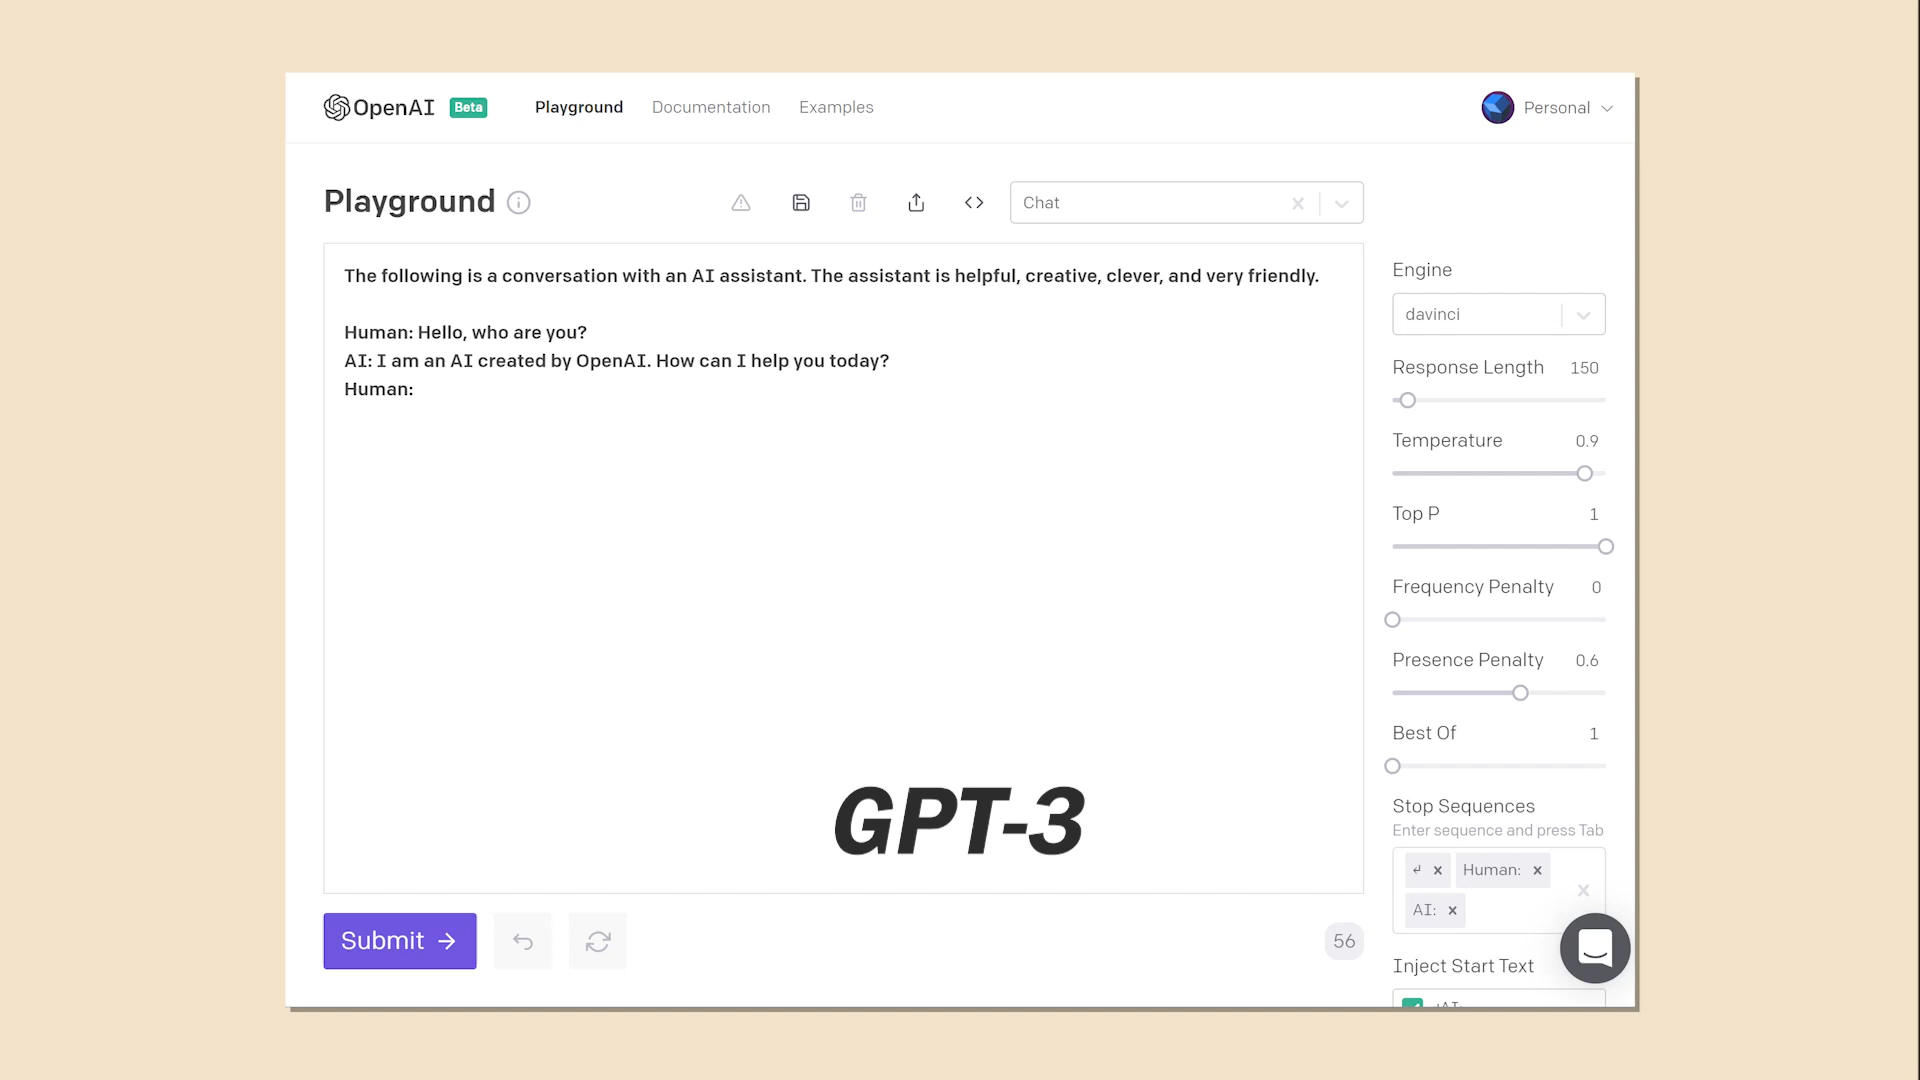 OpenAI Beta Playground Documentation Examples Personal
Playground Chat
The following is a conversation with an AI assistant. The assistant is helpful, creative, clever, and very friendly.
Human: Hello, who are you?
AI: I am an AI created by OpenAI. How can I help you today?
Human:
GPT-3
Submit
56
Engine
davinci
Response Length 150
Temperature 0.9
Top P 1
Frequency Penalty 0
Presence Penalty 0.6
Best Of 1
Stop Sequences
Enter sequence and press Tab
↵ Human:
AI:
Inject Start Text